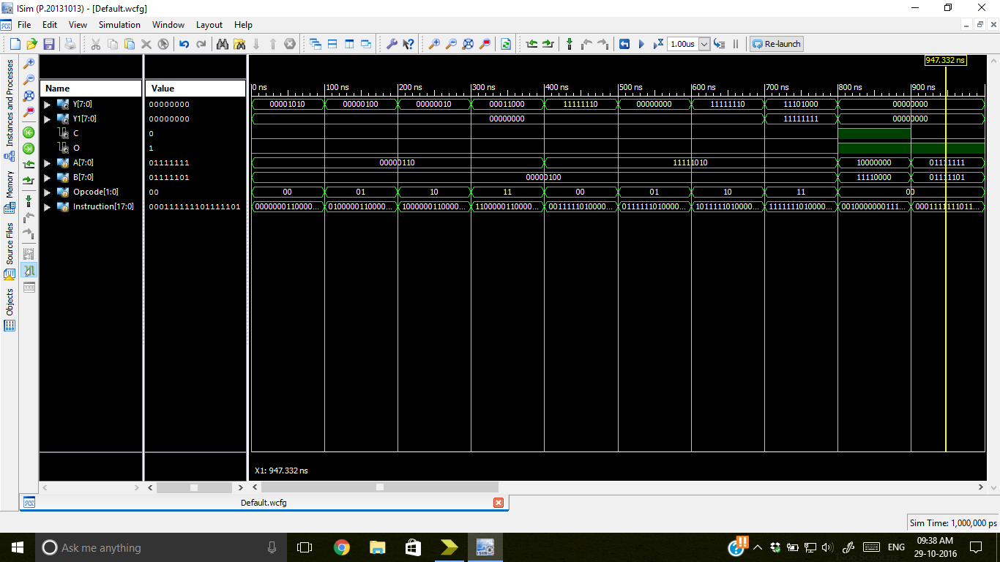 ISim (P.20131013) - [Default.wcfg]
File Edit View Simulation Window Layout Help
1.00us Re-launch
947.332 ns
Instances and Processes
Memory
Source Files
Objects
Name Value
0 ns 100 ns 200 ns 300 ns 400 ns 500 ns 600 ns 700 ns 800 ns 900 ns
Y[7:0] 00000000 00001010 00000100 00000010 00011000 11111110 00000000 11111110 11101000 00000000
Y1[7:0] 00000000 00000000 11111111 00000000
C 0
O 1
A[7:0] 01111111 00000110 11111010 10000000 01111111
B[7:0] 01111101 00000100 11110000 01111101
Opcode[1:0] 00 00 01 10 11 00 01 10 11 00
Instruction[17:0] 000111111101111101 0000000110000... 0100000110000... 1000000110000... 1100000110000... 0011111010000... 0111111010000... 1011111010000... 1111111010000... 0010000000111... 0001111111011...
X1: 947.332 ns
Default.wcfg
Sim Time: 1,000,000 ps
Ask me anything
ENG
09:38 AM
29-10-2016